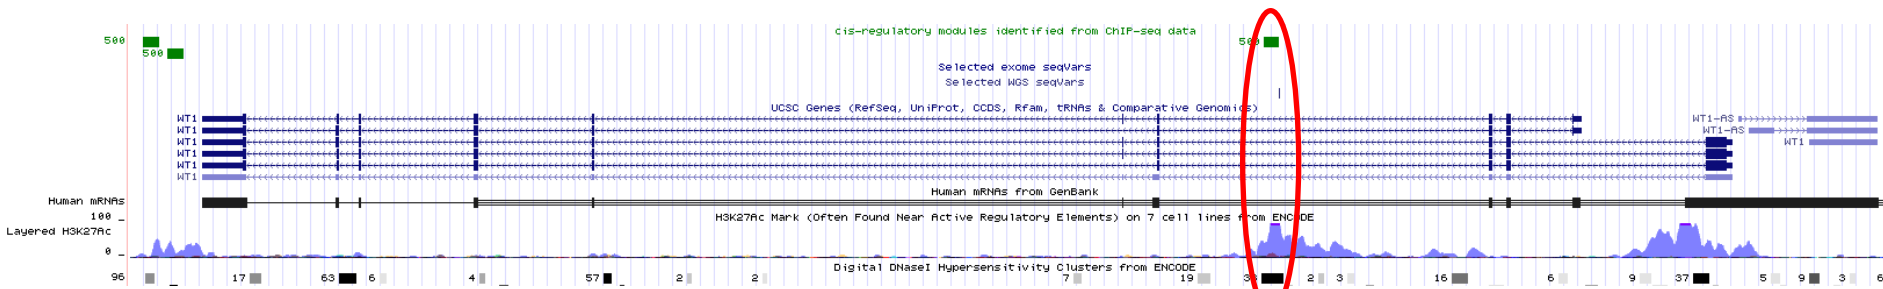 cis-regulatory modules identified from ChIP-seq data
500
500
500
Selected exome seqVars
Selected WGS seqVars
UCSC Genes (RefSeq, UniProt, CCDS, Rfam, tRNAs & Comparative Genomics)
WT1 WT1-AS
WT1 WT1-AS
WT1 WT1
WT1
WT1
WT1
Human mRNAs from GenBank
Human mRNAs
100 _
H3K27Ac Mark (Often Found Near Active Regulatory Elements) on 7 cell lines from ENCODE
Layered H3K27Ac
0 _
Digital DNaseI Hypersensitivity Clusters from ENCODE
96 17 63 6 4 57 2 2 7 19 2 3 16 6 9 37 5 9 3 6